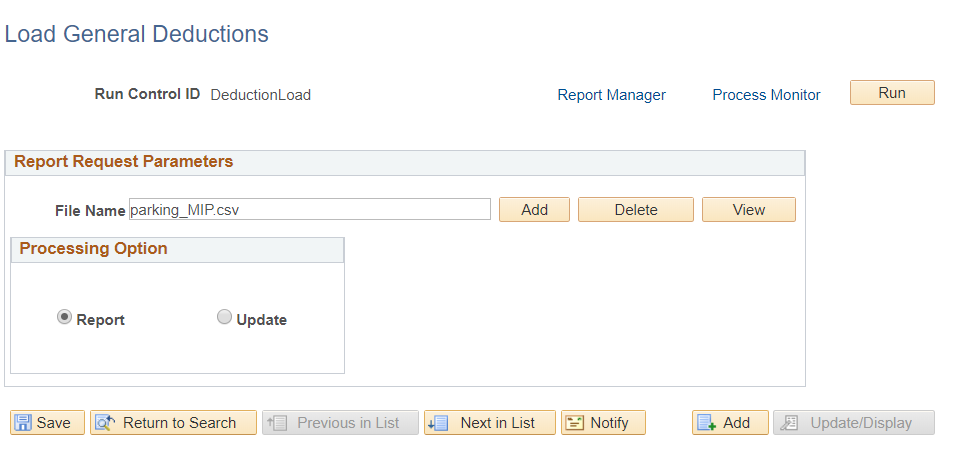 Load General Deductions
Run Control ID DeductionLoad Report Manager Process Monitor Run
Report Request Parameters
File Name parking_MIP.csv Add Delete View
Processing Option
Report Update
Save Return to Search Previous in List Next in List Notify Add Update/Display